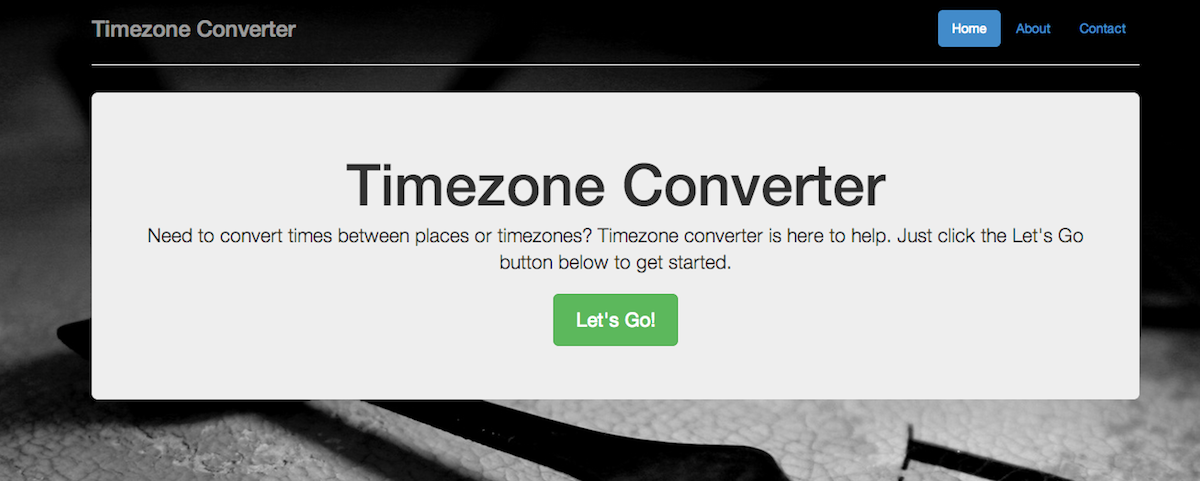 Timezone Converter
Home
About
Contact
Timezone Converter
Need to convert times between places or timezones? Timezone converter is here to help. Just click the Let's Go
button below to get started.
Let's Go!